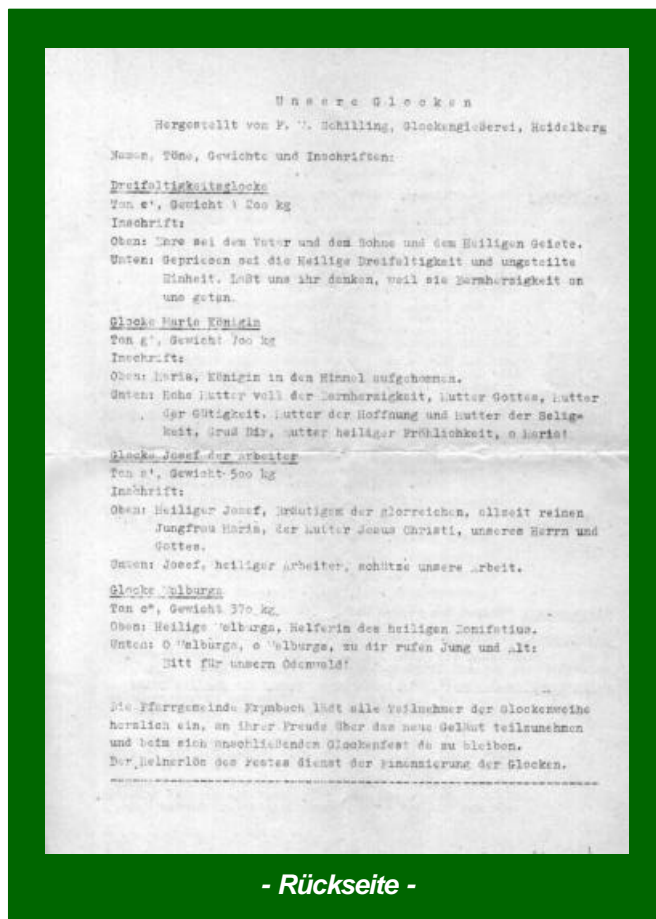 Unsere Glocken
Hergestellt von F. W. Schilling, Glockengießerei, Heidelberg
Namen, Töne, Gewichte und Inschriften:
Dreifaltigkeitsglocke
Ton e', Gewicht 1 200 kg
Inschrift:
Oben: Ehre sei dem Vater und dem Sohne und dem Heiligen Geiste.
Unten: Gepriesen sei die Heilige Dreifaltigkeit und ungeteilte
Einheit. Laßt uns ihr danken, weil sie Barmherzigkeit an
uns getan.
Glocke Maria Königin
Ton g', Gewicht 700 kg
Inschrift:
Oben: Maria, Königin in den Himmel aufgenommen.
Unten: Hohe Mutter voll der Barmherzigkeit, Mutter Gottes, Mutter
der Gütigkeit. Mutter der Hoffnung und Mutter der Selig-
keit, Gruß Dir, Mutter heiliger Fröhlichkeit, o Maria!
Glocke Josef der Arbeiter
Ton a', Gewicht 500 kg
Inschrift:
Oben: Heiliger Josef, Bräutigam der glorreichen, allzeit reinen
Jungfrau Maria, der Mutter Jesus Christi, unseres Herrn und
Gottes.
Unten: Josef, heiliger Arbeiter, schütze unsere Arbeit.
Glocke Walburga
Ton c", Gewicht 370 kg
Oben: Heilige Walburga, Helferin des heiligen Bonifatius.
Unten: O Walburga, o Walburga, zu dir rufen Jung und Alt:
Bitt für unsern Odenwald!
Die Pfarrgemeinde lädt alle Teilnehmer der Glockenweihe
herzlich ein, an ihrer Freude über das neue Geläut teilzunehmen
und beim sich anschließenden Glockenfest da zu bleiben.
Der Reinerlös des Festes dient der Finanzierung der Glocken.
- Rückseite -